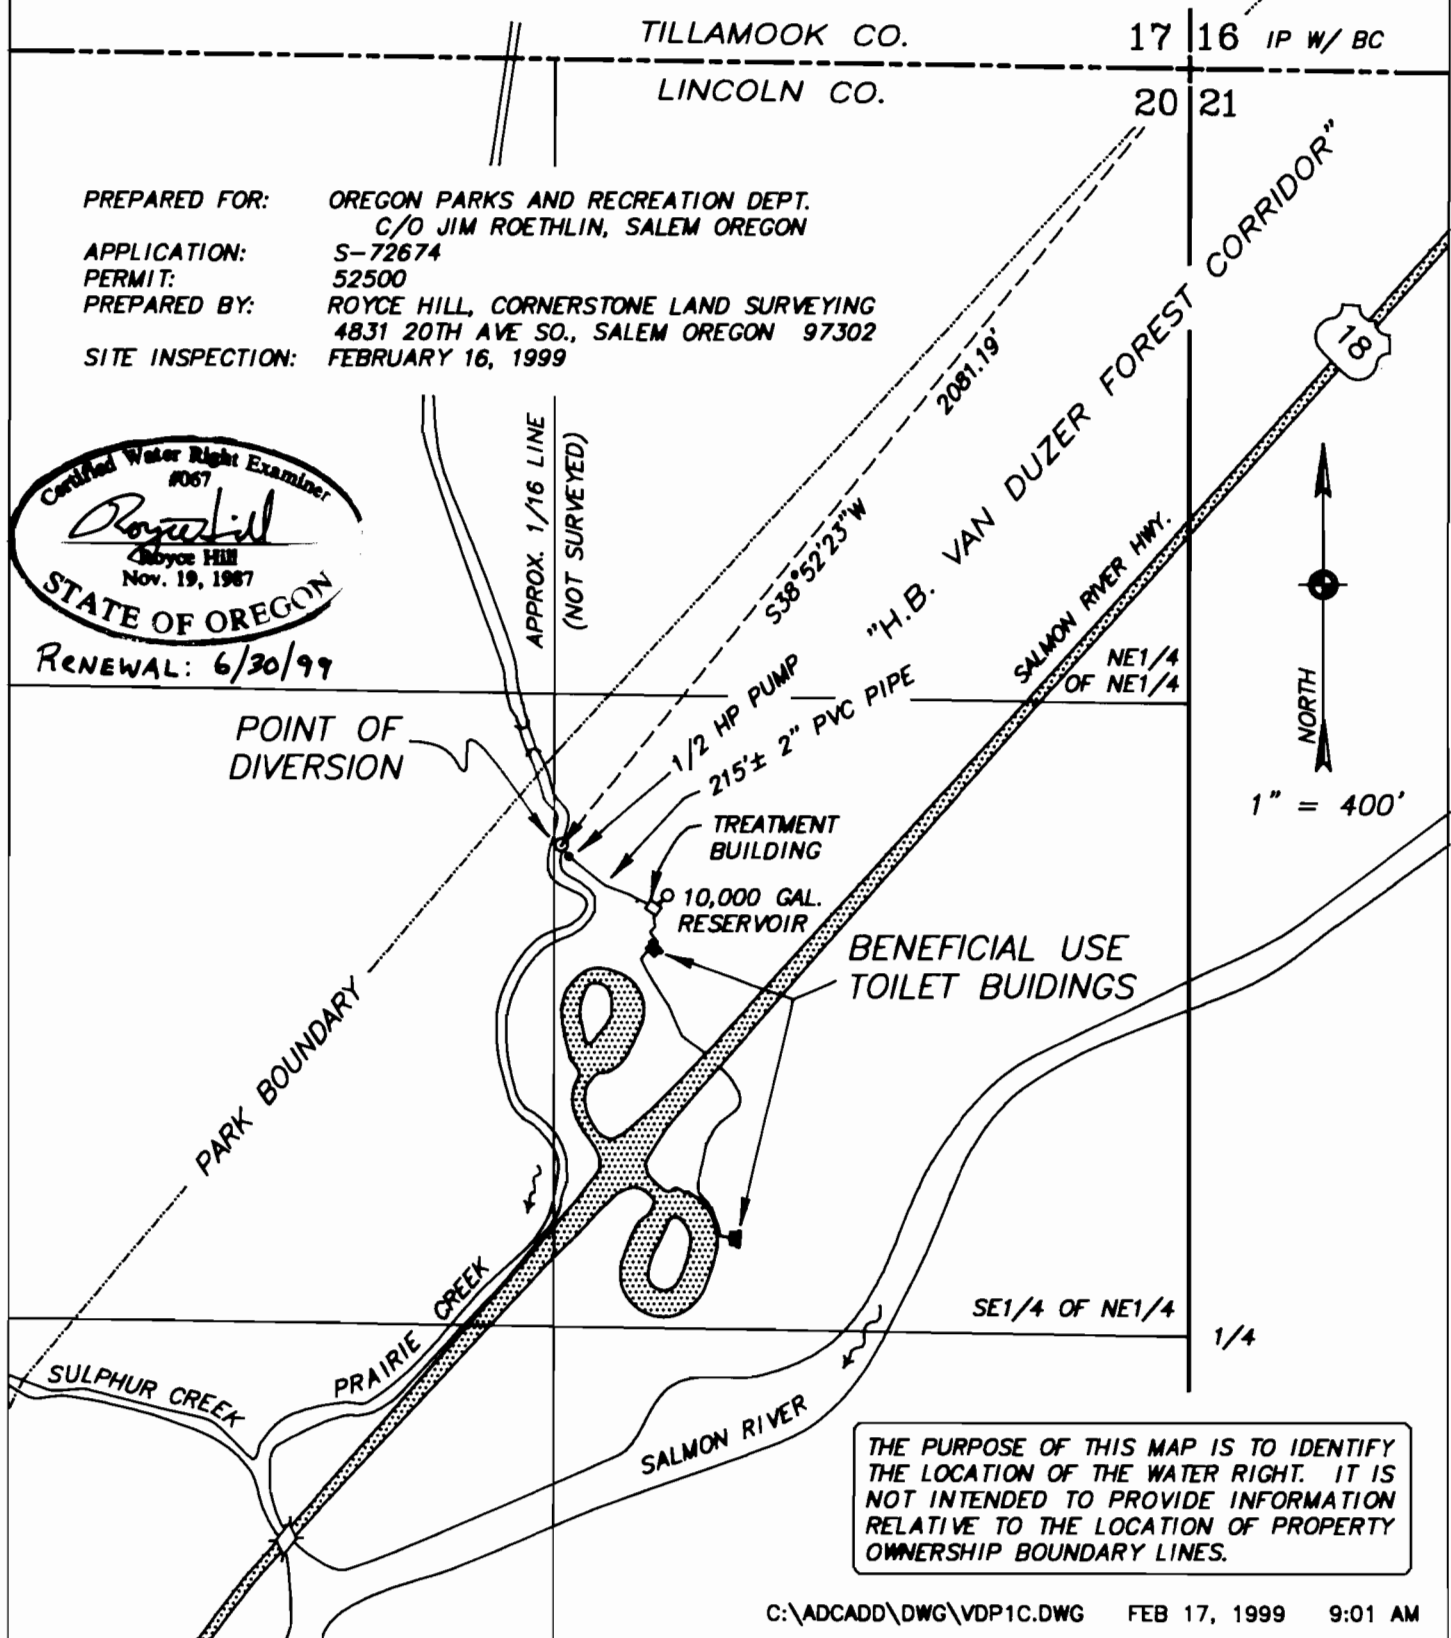 TILLAMOOK CO.
17 16 IP W/ BC
LINCOLN CO.
20 21
PREPARED FOR: OREGON PARKS AND RECREATION DEPT.
C/O JIM ROETHLIN, SALEM OREGON
APPLICATION: S-72674
PERMIT: 52500
PREPARED BY: ROYCE HILL, CORNERSTONE LAND SURVEYING
4831 20TH AVE SO., SALEM OREGON 97302
SITE INSPECTION: FEBRUARY 16, 1999
"H.B. VAN DUZER FOREST CORRIDOR"
18
2081.19'
S38°52'23"W
SALMON RIVER HWY.
APPROX. 1/16 LINE
(NOT SURVEYED)
Certified Water Right Examiner
#067
Royce Hill
Royce Hill
Nov. 19, 1987
STATE OF OREGON
RENEWAL: 6/30/99
NE1/4
OF NE1/4
NORTH
1" = 400'
POINT OF
DIVERSION
1/2 HP PUMP
215'± 2" PVC PIPE
TREATMENT
BUILDING
10,000 GAL.
RESERVOIR
BENEFICIAL USE
TOILET BUIDINGS
PARK BOUNDARY
PRAIRIE CREEK
SE1/4 OF NE1/4
1/4
SULPHUR CREEK
SALMON RIVER
THE PURPOSE OF THIS MAP IS TO IDENTIFY
THE LOCATION OF THE WATER RIGHT. IT IS
NOT INTENDED TO PROVIDE INFORMATION
RELATIVE TO THE LOCATION OF PROPERTY
OWNERSHIP BOUNDARY LINES.
C:\ADCADD\DWG\VDP1C.DWG FEB 17, 1999 9:01 AM